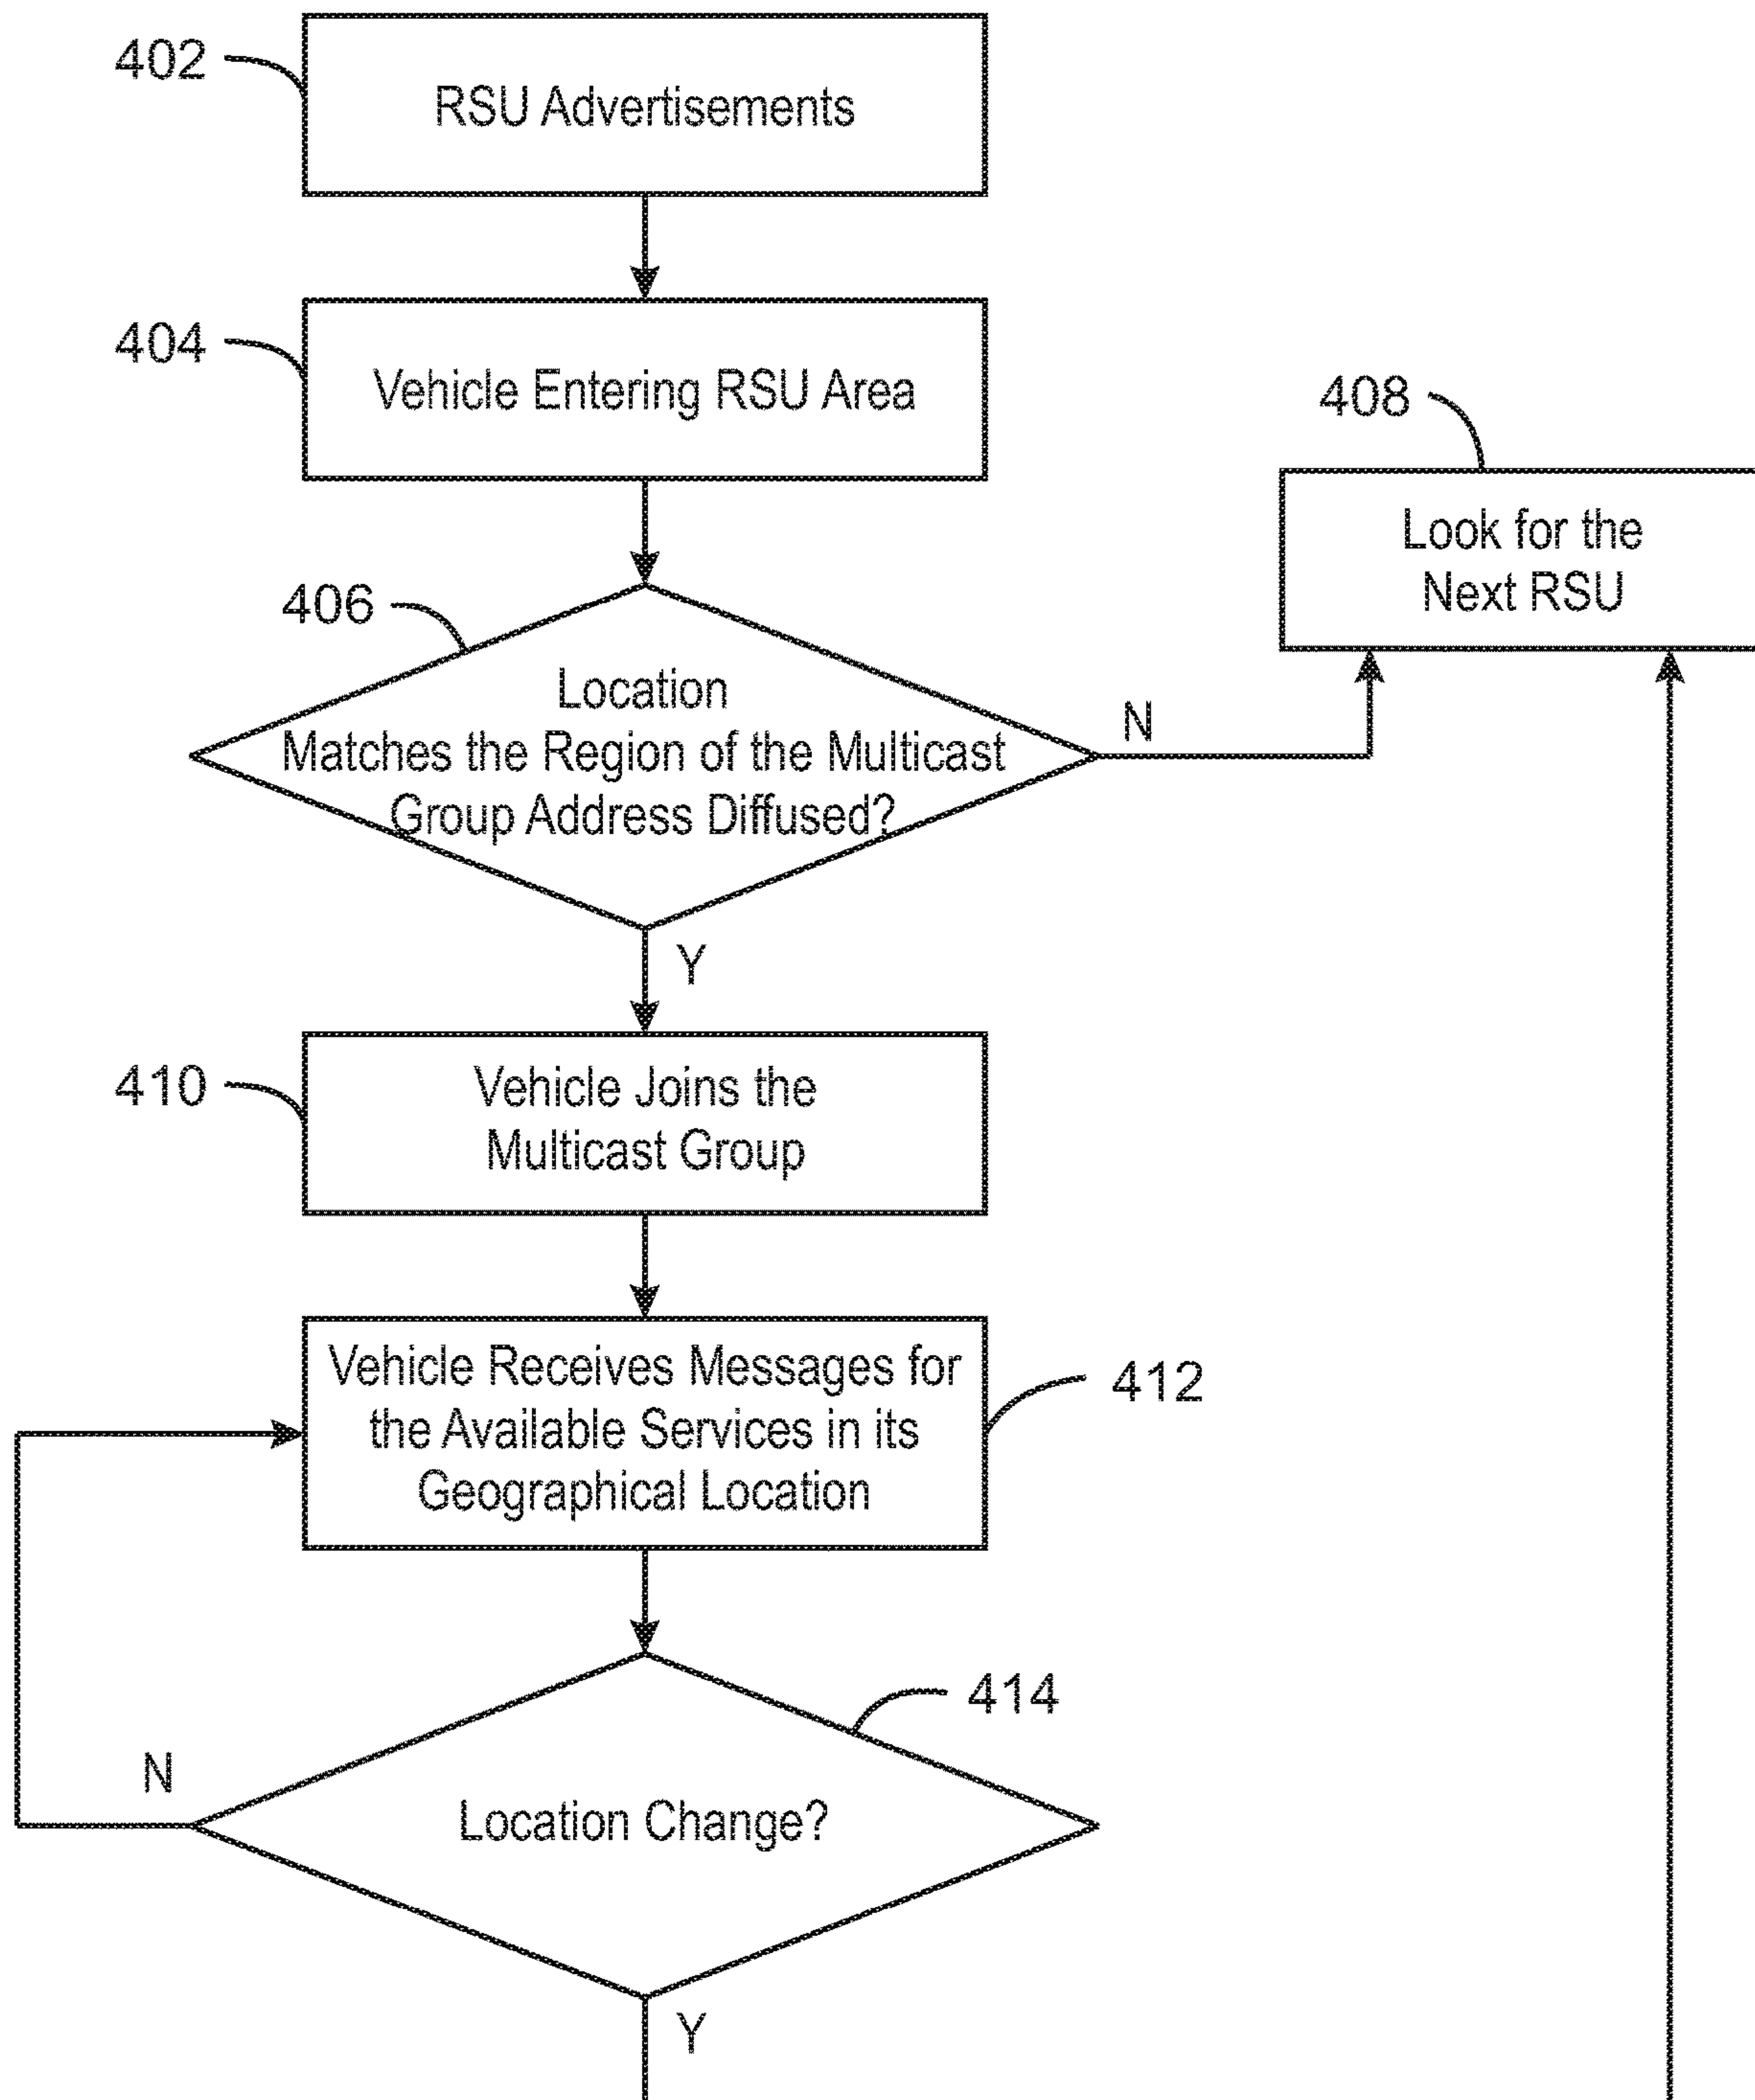 402
RSU Advertisements
404
Vehicle Entering RSU Area
408
Look for the
Next RSU
406
Location
Matches the Region of the Multicast
Group Address Diffused?
N
Y
410
Vehicle Joins the
Multicast Group
412
Vehicle Receives Messages for
the Available Services in its
Geographical Location
414
N
Location Change?
Y